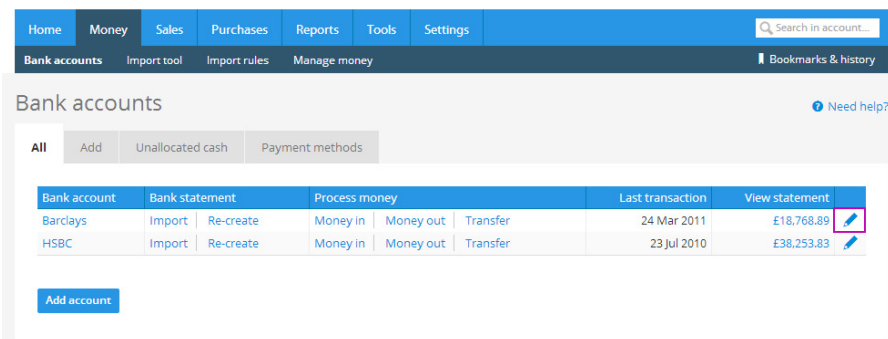 Home Money Sales Purchases Reports Tools Settings Search in account...
Bank accounts Import tool Import rules Manage money Bookmarks & history
Bank accounts
Need help?
All Add Unallocated cash Payment methods
Bank account Bank statement Process money Last transaction View statement
Barclays Import Re-create Money in Money out Transfer 24 Mar 2011 £18,768.89
HSBC Import Re-create Money in Money out Transfer 23 Jul 2010 £38,253.83
Add account